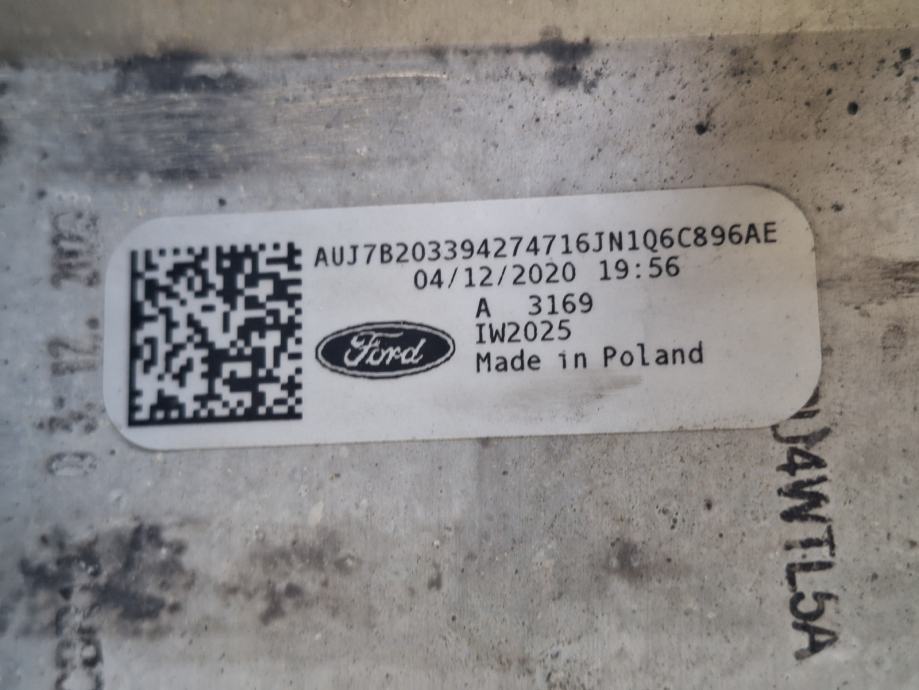 AUJ7B203394274716JN1Q6C896AE
04/12/2020 19:56
A 3169
IW2025
Made in Poland
Ford